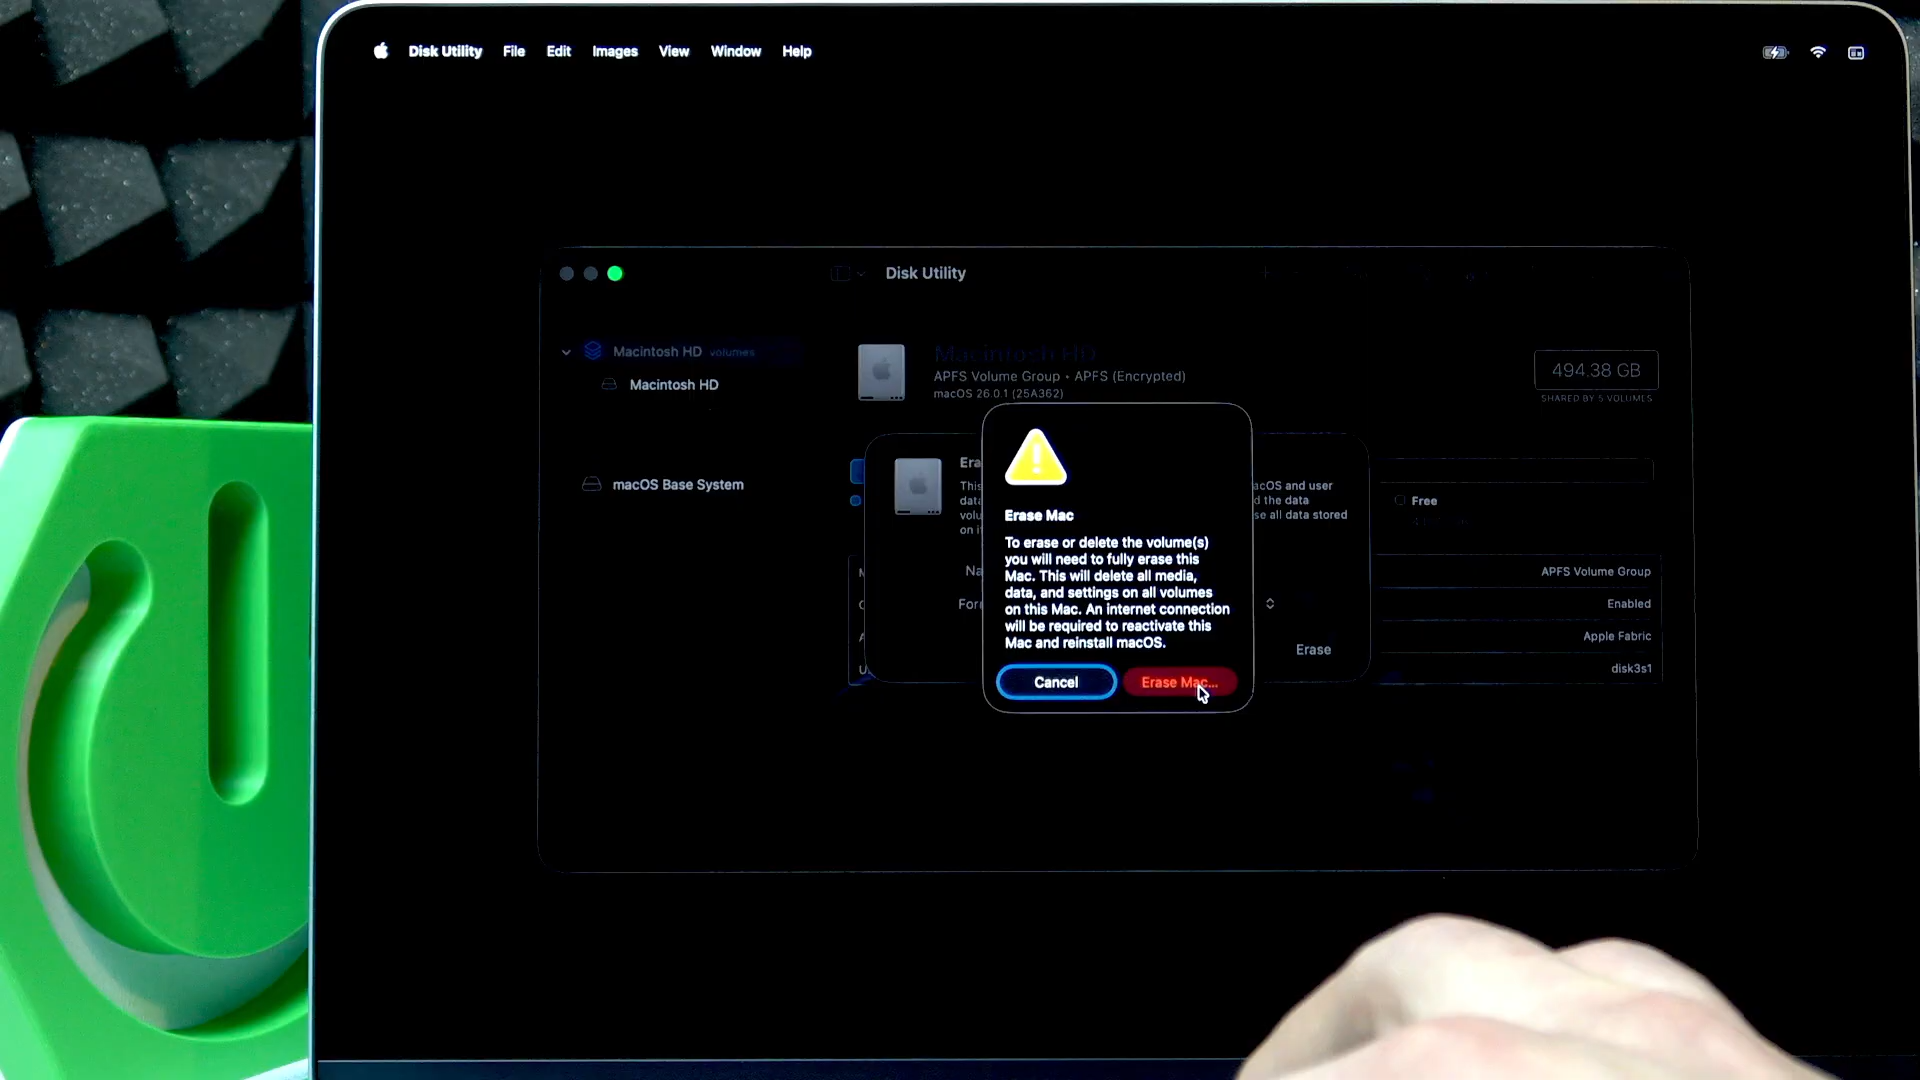 Disk Utility File Edit Images View Window Help
Disk Utility
Macintosh HD volumes
Macintosh HD
macOS Base System
Macintosh HD
APFS Volume Group • APFS (Encrypted)
macOS 26.0.1 (25A362)
494.38 GB
SHARED BY 5 VOLUMES
Free
APFS Volume Group
Enabled
Apple Fabric
disk3s1
acOS and user
d the data
se all data stored
Erase
Erase Mac
To erase or delete the volume(s)
you will need to fully erase this
Mac. This will delete all media,
data, and settings on all volumes
on this Mac. An internet connection
will be required to reactivate this
Mac and reinstall macOS.
Cancel Erase Mac...